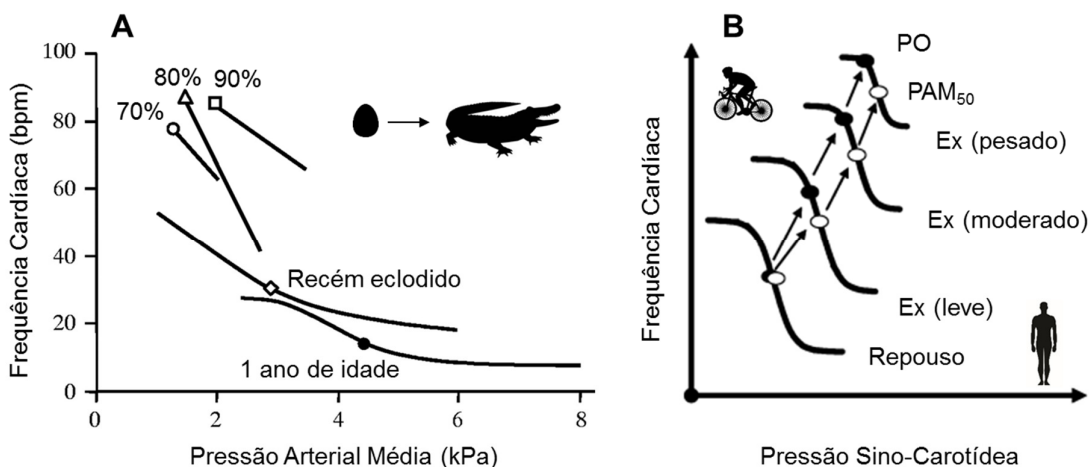 A
Frequência Cardíaca (bpm)
100
80
60
40
20
0
70%
80%
90%
Recém eclodido
1 ano de idade
0
2
4
6
8
Pressão Arterial Média (kPa)
B
Frequência Cardíaca
PO
PAM₅₀
Ex (pesado)
Ex (moderado)
Ex (leve)
Repouso
Pressão Sino-Carotídea